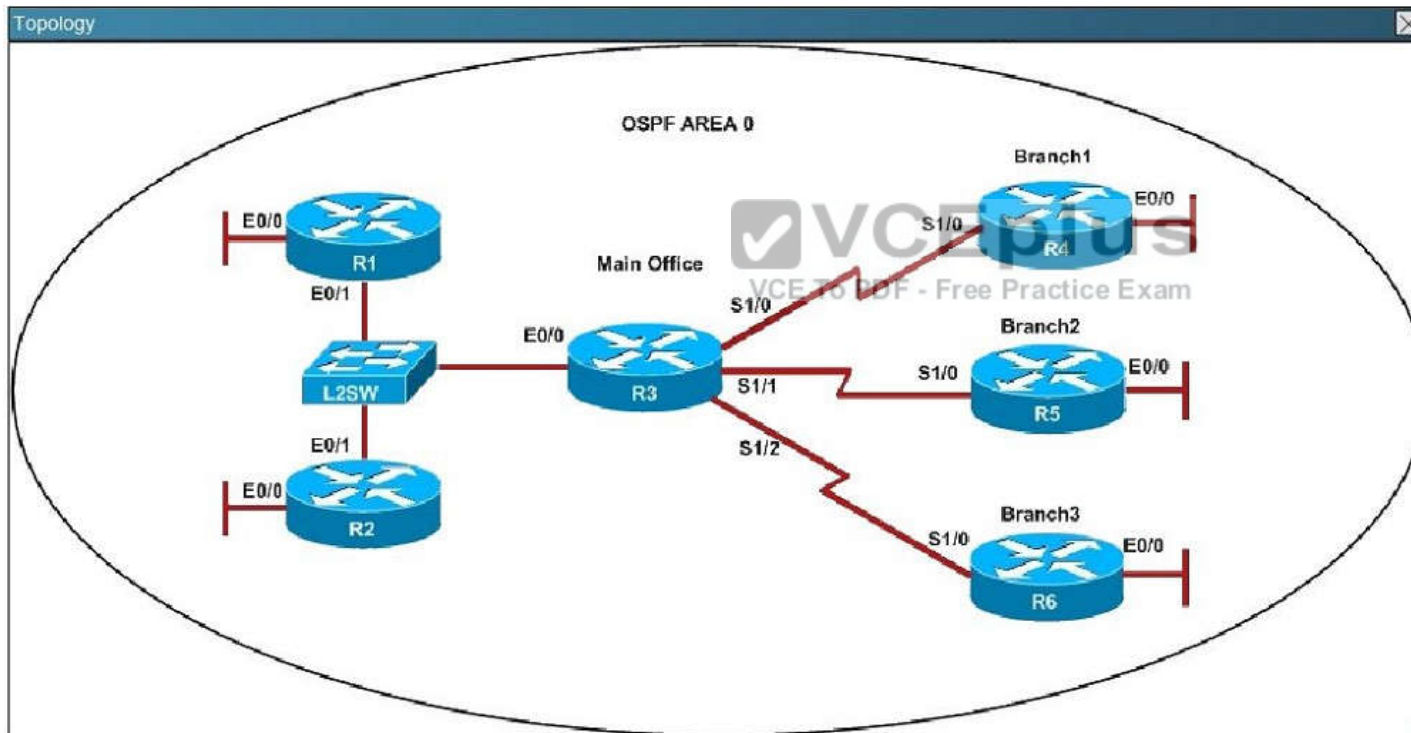 Topology
OSPF AREA 0
Branch1
E0/0
E0/0
S1/0
R4
VCEplus
VCE To PDF - Free Practice Exam
R1
Main Office
E0/1
S1/0
E0/0
Branch2
E0/0
S1/0
L2SW
R3
S1/1
R5
E0/1
S1/2
E0/0
Branch3
R2
S1/0
E0/0
R6